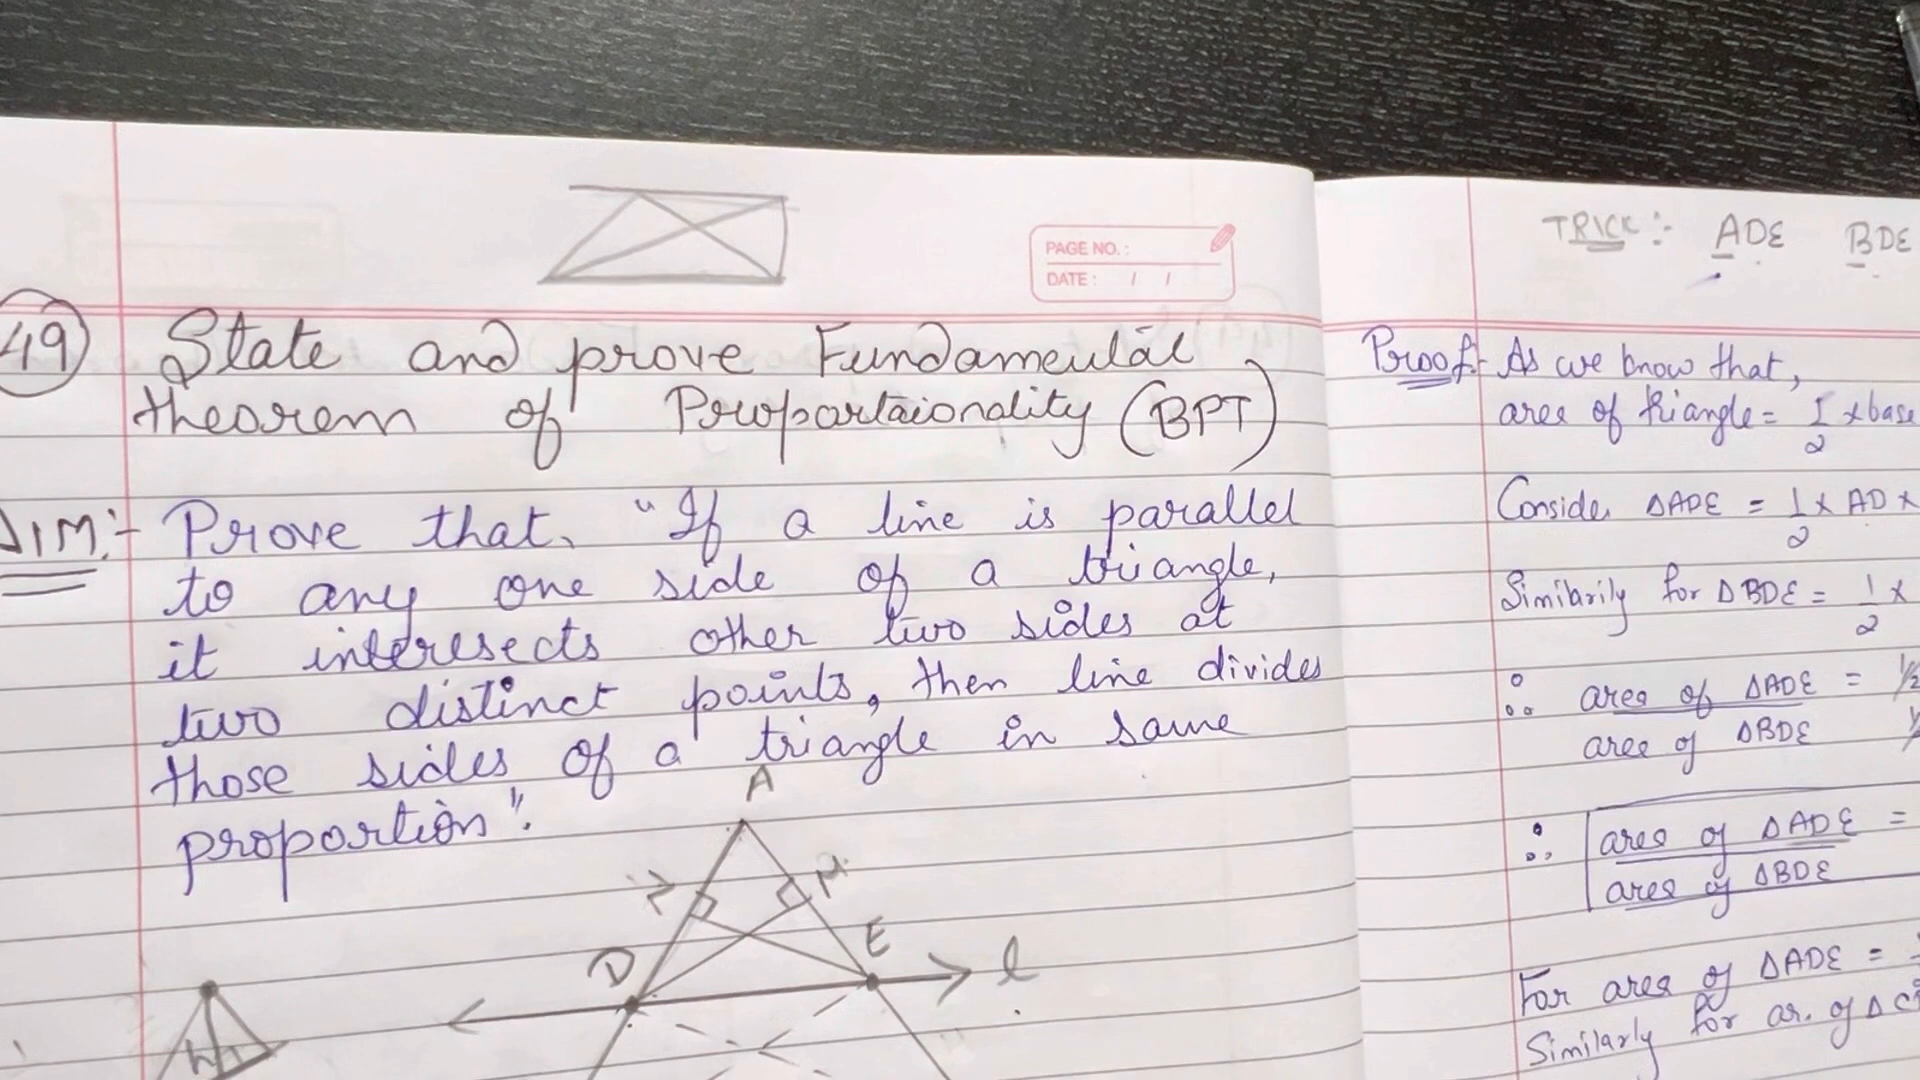 PAGE NO.:
DATE: / /
49 State and prove Fundamental
theorem of Propartaionality (BPT)
AIM:- Prove that, "If a line is parallel
to any one side of a triangle,
it interesects other two sides at
two distinct points, then line divides
those sides of a triangle in same
proportion".
A
M
D
E
l
TRICK :- ADE BDE
Proof:- As we know that,
area of triangle = 1/2 × base
Conside, ΔADE = 1/2 × AD ×
Similarily for ΔBDE = 1/2 ×
∴ area of ΔADE = 1/2
area of ΔBDE
∴ area of ΔADE =
area of ΔBDE
For area of ΔADE =
Similarly for ar. of Δ